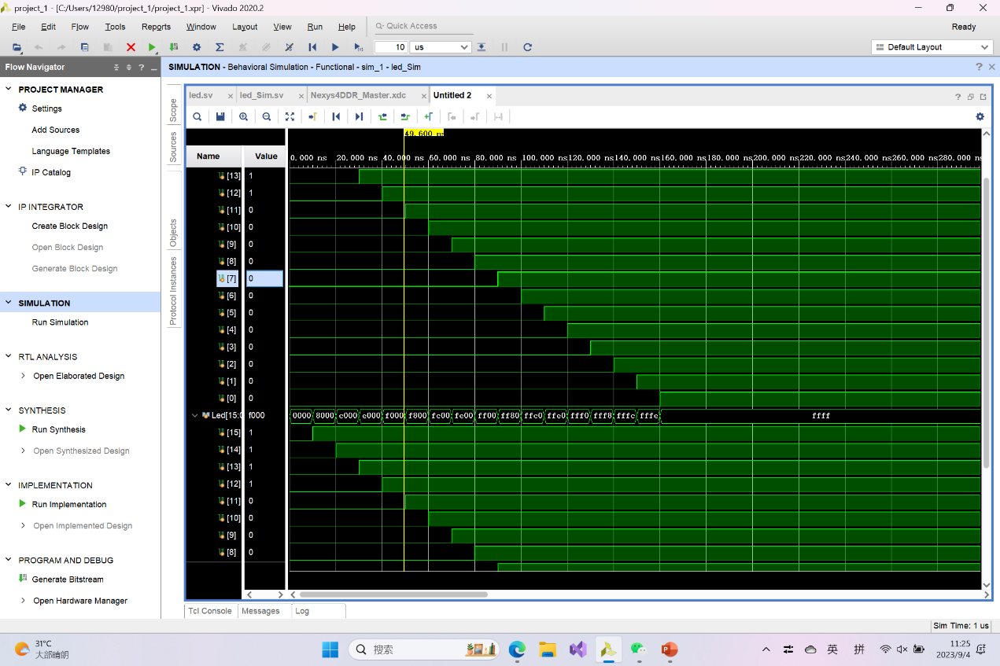 project_1 - [C:/Users/12980/project_1/project_1.xpr] - Vivado 2020.2
File Edit Flow Tools Reports Window Layout View Run Help Quick Access Ready
10 us Default Layout
Flow Navigator
SIMULATION - Behavioral Simulation - Functional - sim_1 - led_Sim
PROJECT MANAGER
Settings
Add Sources
Language Templates
IP Catalog
IP INTEGRATOR
Create Block Design
Open Block Design
Generate Block Design
SIMULATION
Run Simulation
RTL ANALYSIS
Open Elaborated Design
SYNTHESIS
Run Synthesis
Open Synthesized Design
IMPLEMENTATION
Run Implementation
Open Implemented Design
PROGRAM AND DEBUG
Generate Bitstream
Open Hardware Manager
Scope
Sources
Objects
Protocol Instances
led.sv led_Sim.sv Nexys4DDR_Master.xdc Untitled 2
49.600 ns
Name Value
0.000 ns 20.000 ns 40.000 ns 60.000 ns 80.000 ns 100.000 ns 120.000 ns 140.000 ns 160.000 ns 180.000 ns 200.000 ns 220.000 ns 240.000 ns 260.000 ns 280.000 ns
[13] 1
[12] 1
[11] 0
[10] 0
[9] 0
[8] 0
[7] 0
[6] 0
[5] 0
[4] 0
[3] 0
[2] 0
[1] 0
[0] 0
Led[15:0 f000 0000 8000 c000 e000 f000 f800 fc00 fe00 ff00 ff80 ffc0 ffe0 fff0 fff8 fffc fffe ffff
[15] 1
[14] 1
[13] 1
[12] 1
[11] 0
[10] 0
[9] 0
[8] 0
Tcl Console Messages Log
Sim Time: 1 us
31°C
大部晴朗
搜索
英 拼
11:25
2023/9/4